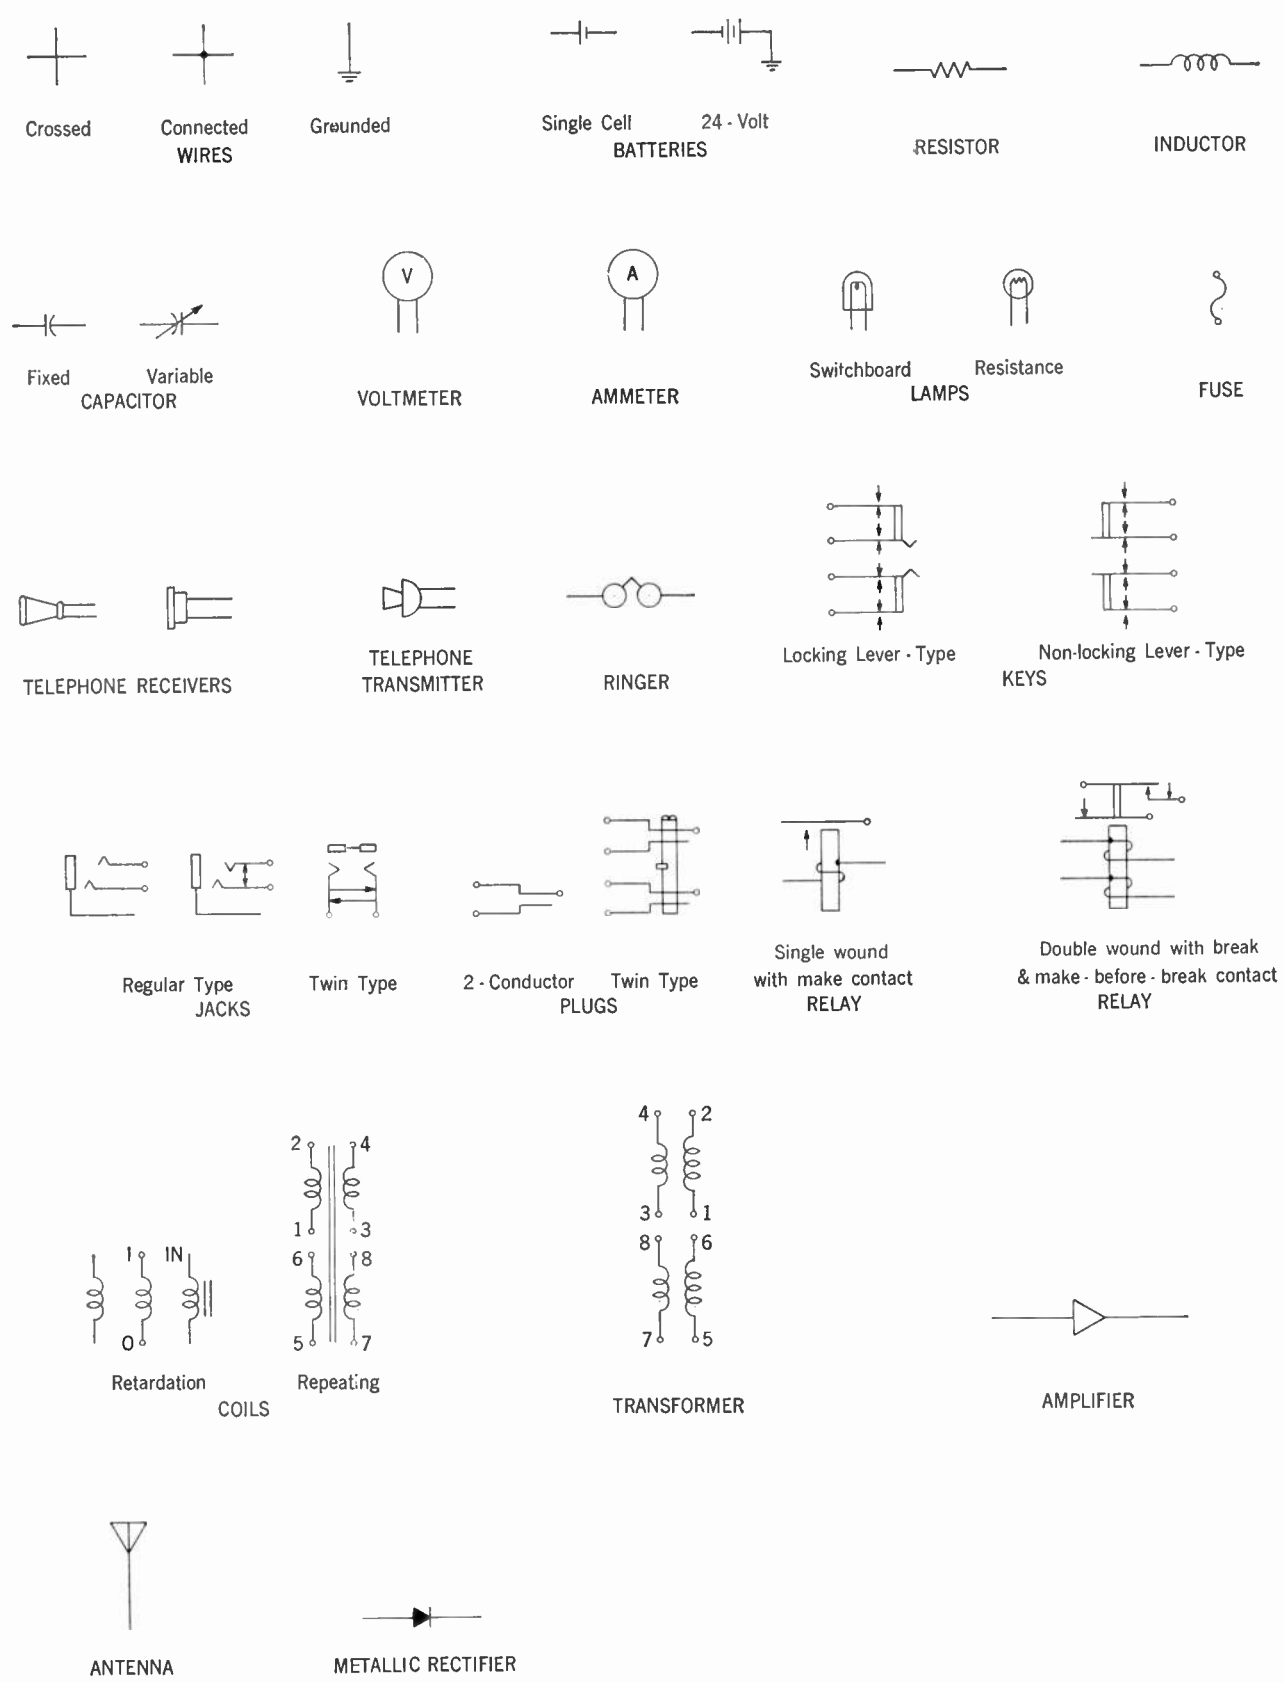 Crossed
Connected
WIRES
Grounded
Single Cell
24 - Volt
BATTERIES
RESISTOR
INDUCTOR
Fixed
Variable
CAPACITOR
V
VOLTMETER
A
AMMETER
Switchboard
Resistance
LAMPS
FUSE
TELEPHONE RECEIVERS
TELEPHONE
TRANSMITTER
RINGER
Locking Lever - Type
Non-locking Lever - Type
KEYS
Regular Type
Twin Type
JACKS
2 - Conductor
Twin Type
PLUGS
Single wound
with make contact
RELAY
Double wound with break
& make - before - break contact
RELAY
I
IN
O
Retardation
2 4
1 3
6 8
5 7
Repeating
COILS
4 2
3 1
8 6
7 5
TRANSFORMER
AMPLIFIER
ANTENNA
METALLIC RECTIFIER